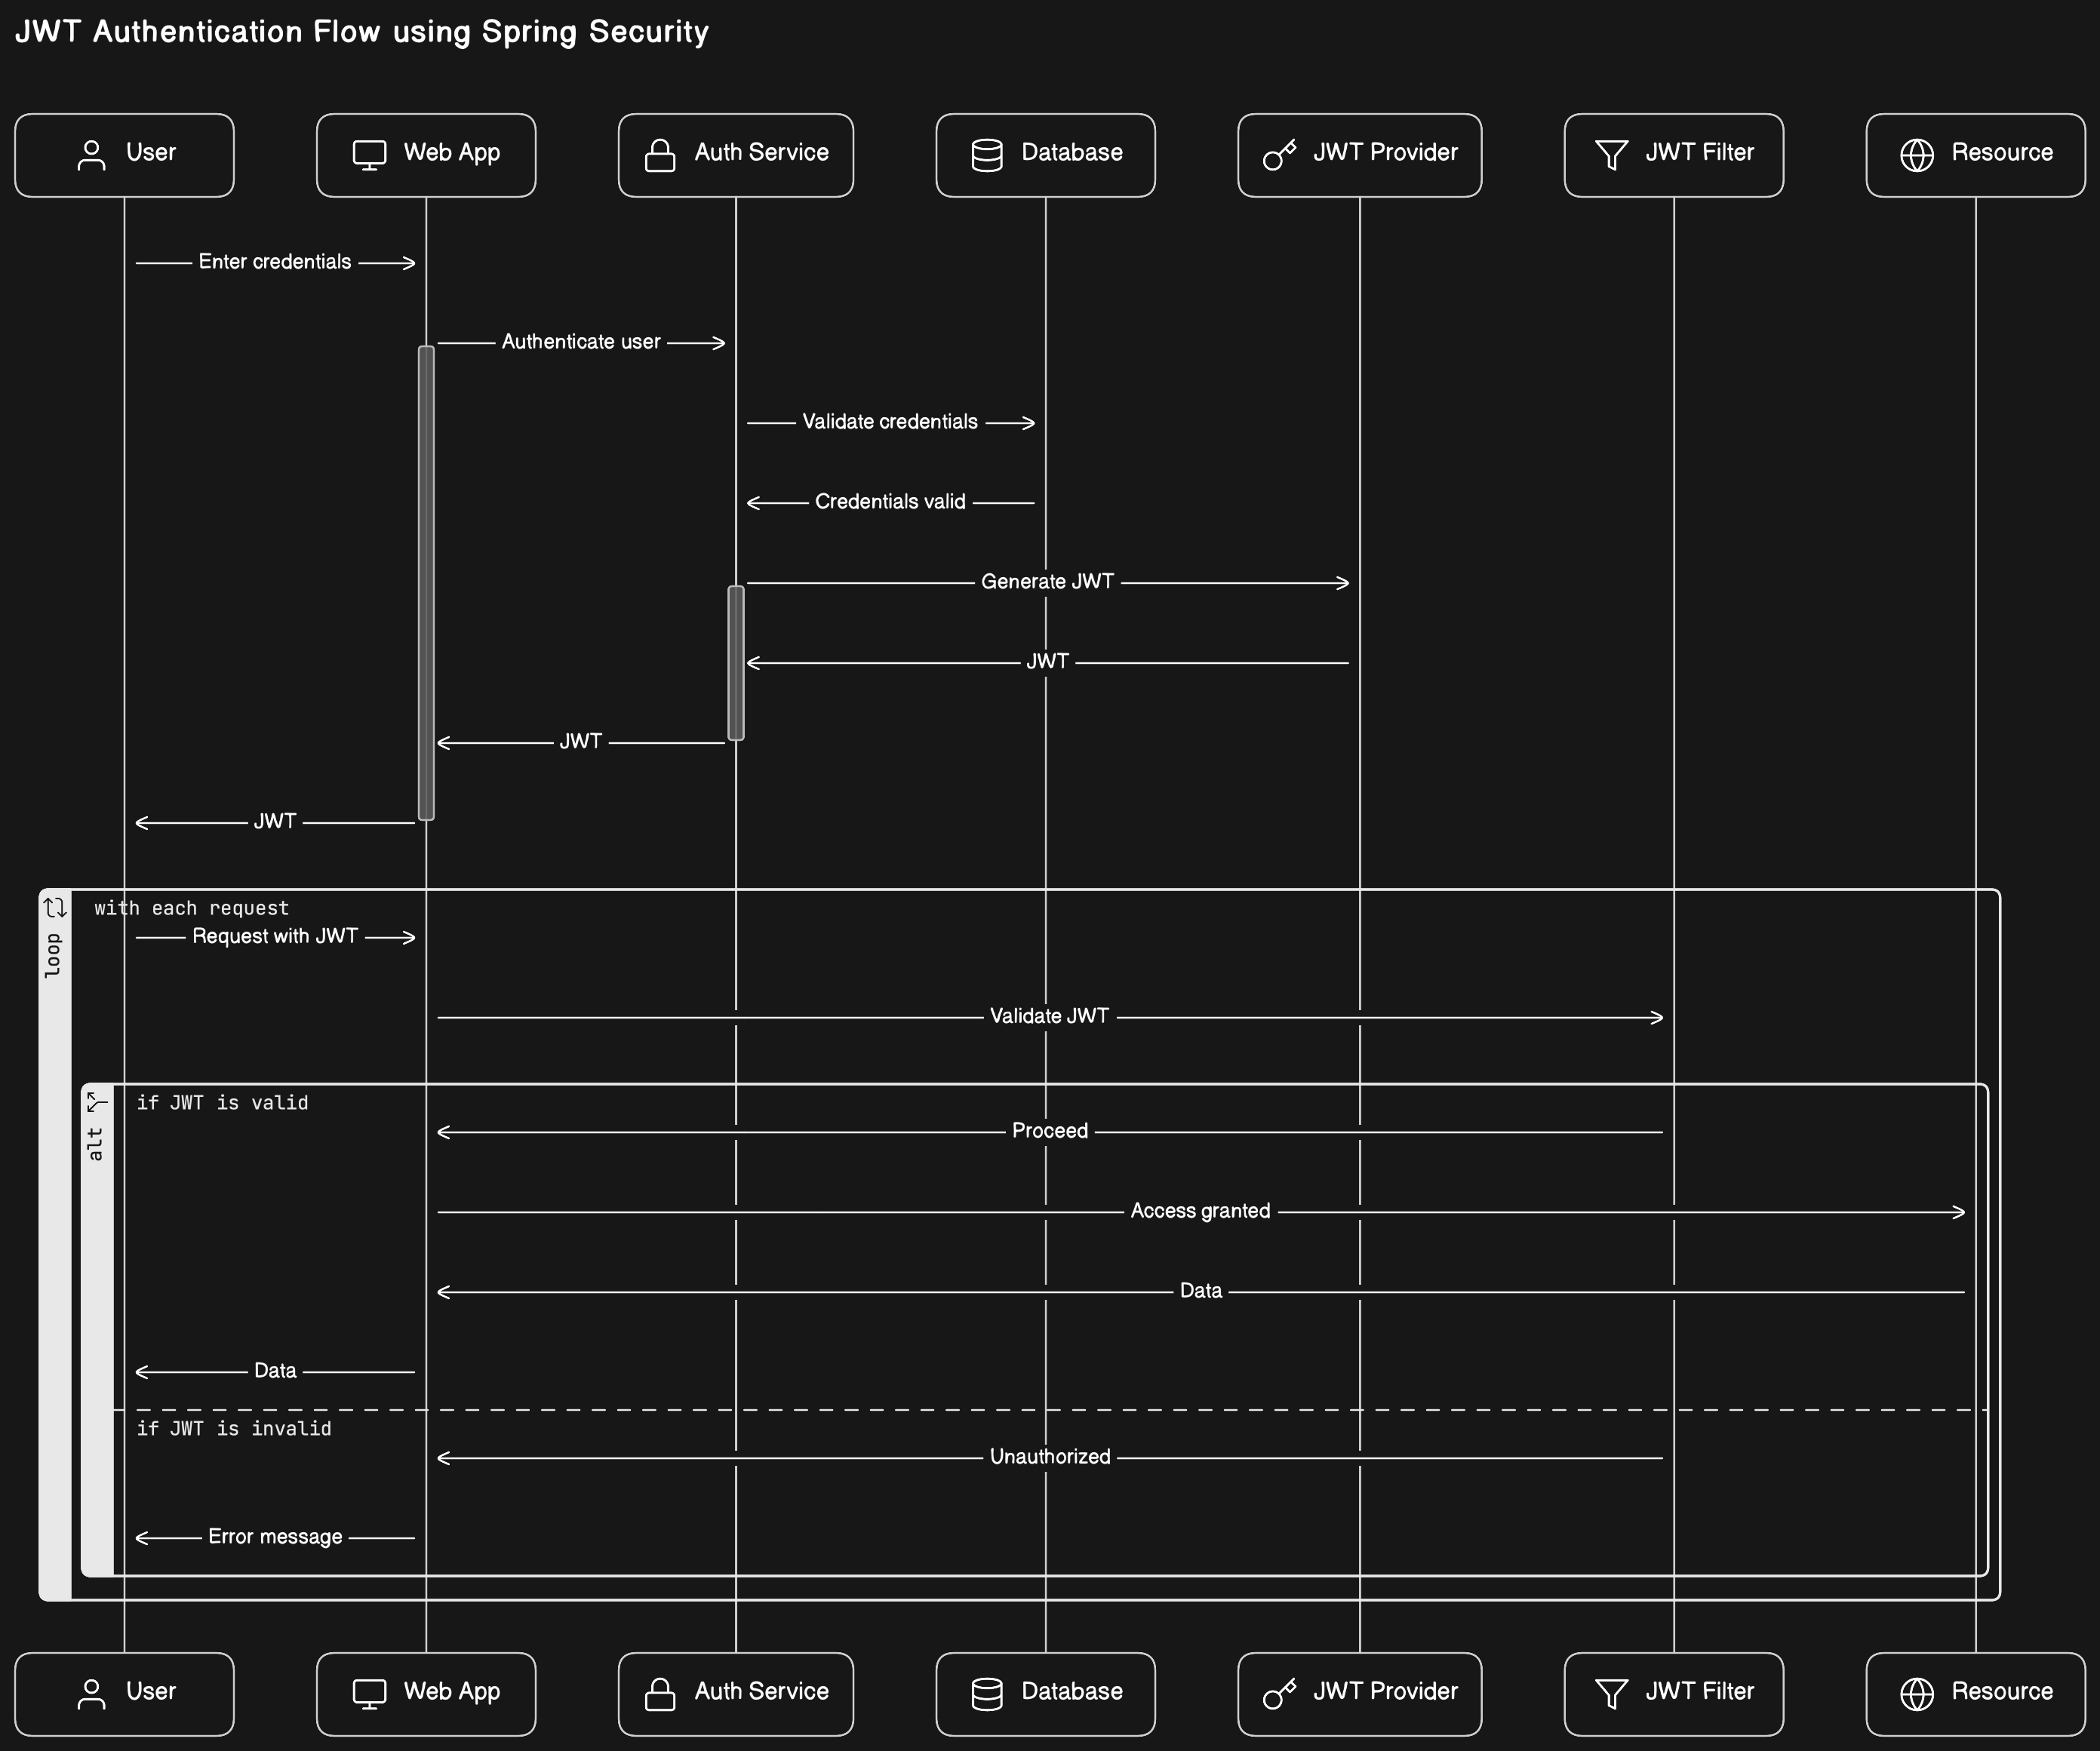 JWT Authentication Flow using Spring Security
User
Web App
Auth Service
Database
JWT Provider
JWT Filter
Resource
Enter credentials
Authenticate user
Validate credentials
Credentials valid
Generate JWT
JWT
JWT
JWT
loop
with each request
Request with JWT
Validate JWT
alt
if JWT is valid
Proceed
Access granted
Data
Data
if JWT is invalid
Unauthorized
Error message
User
Web App
Auth Service
Database
JWT Provider
JWT Filter
Resource